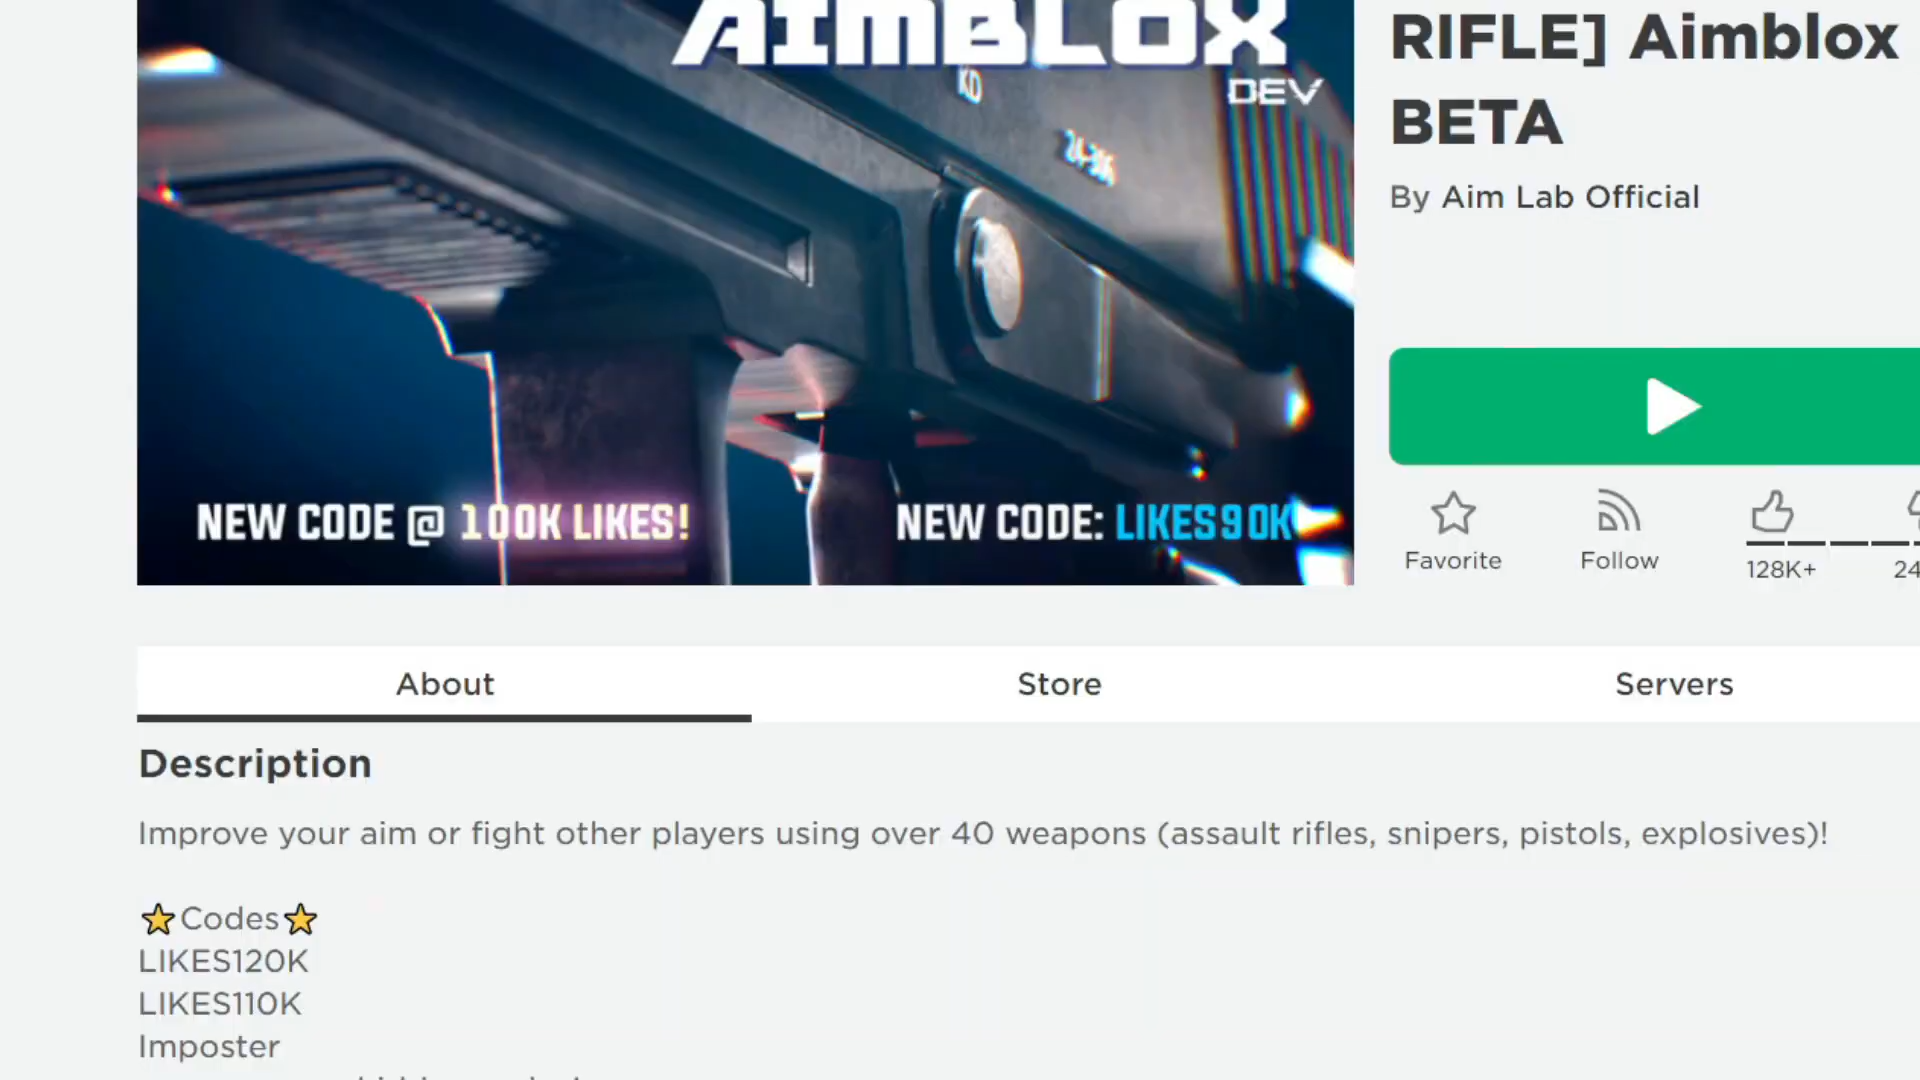 AIMBLOX
DEV
KD
RIFLE] Aimblox
BETA
By Aim Lab Official
NEW CODE @ 100K LIKES!
NEW CODE: LIKES90K
Favorite
Follow
128K+
24
About
Store
Servers
Description
Improve your aim or fight other players using over 40 weapons (assault rifles, snipers, pistols, explosives)!
⭐Codes⭐
LIKES120K
LIKES110K
Imposter